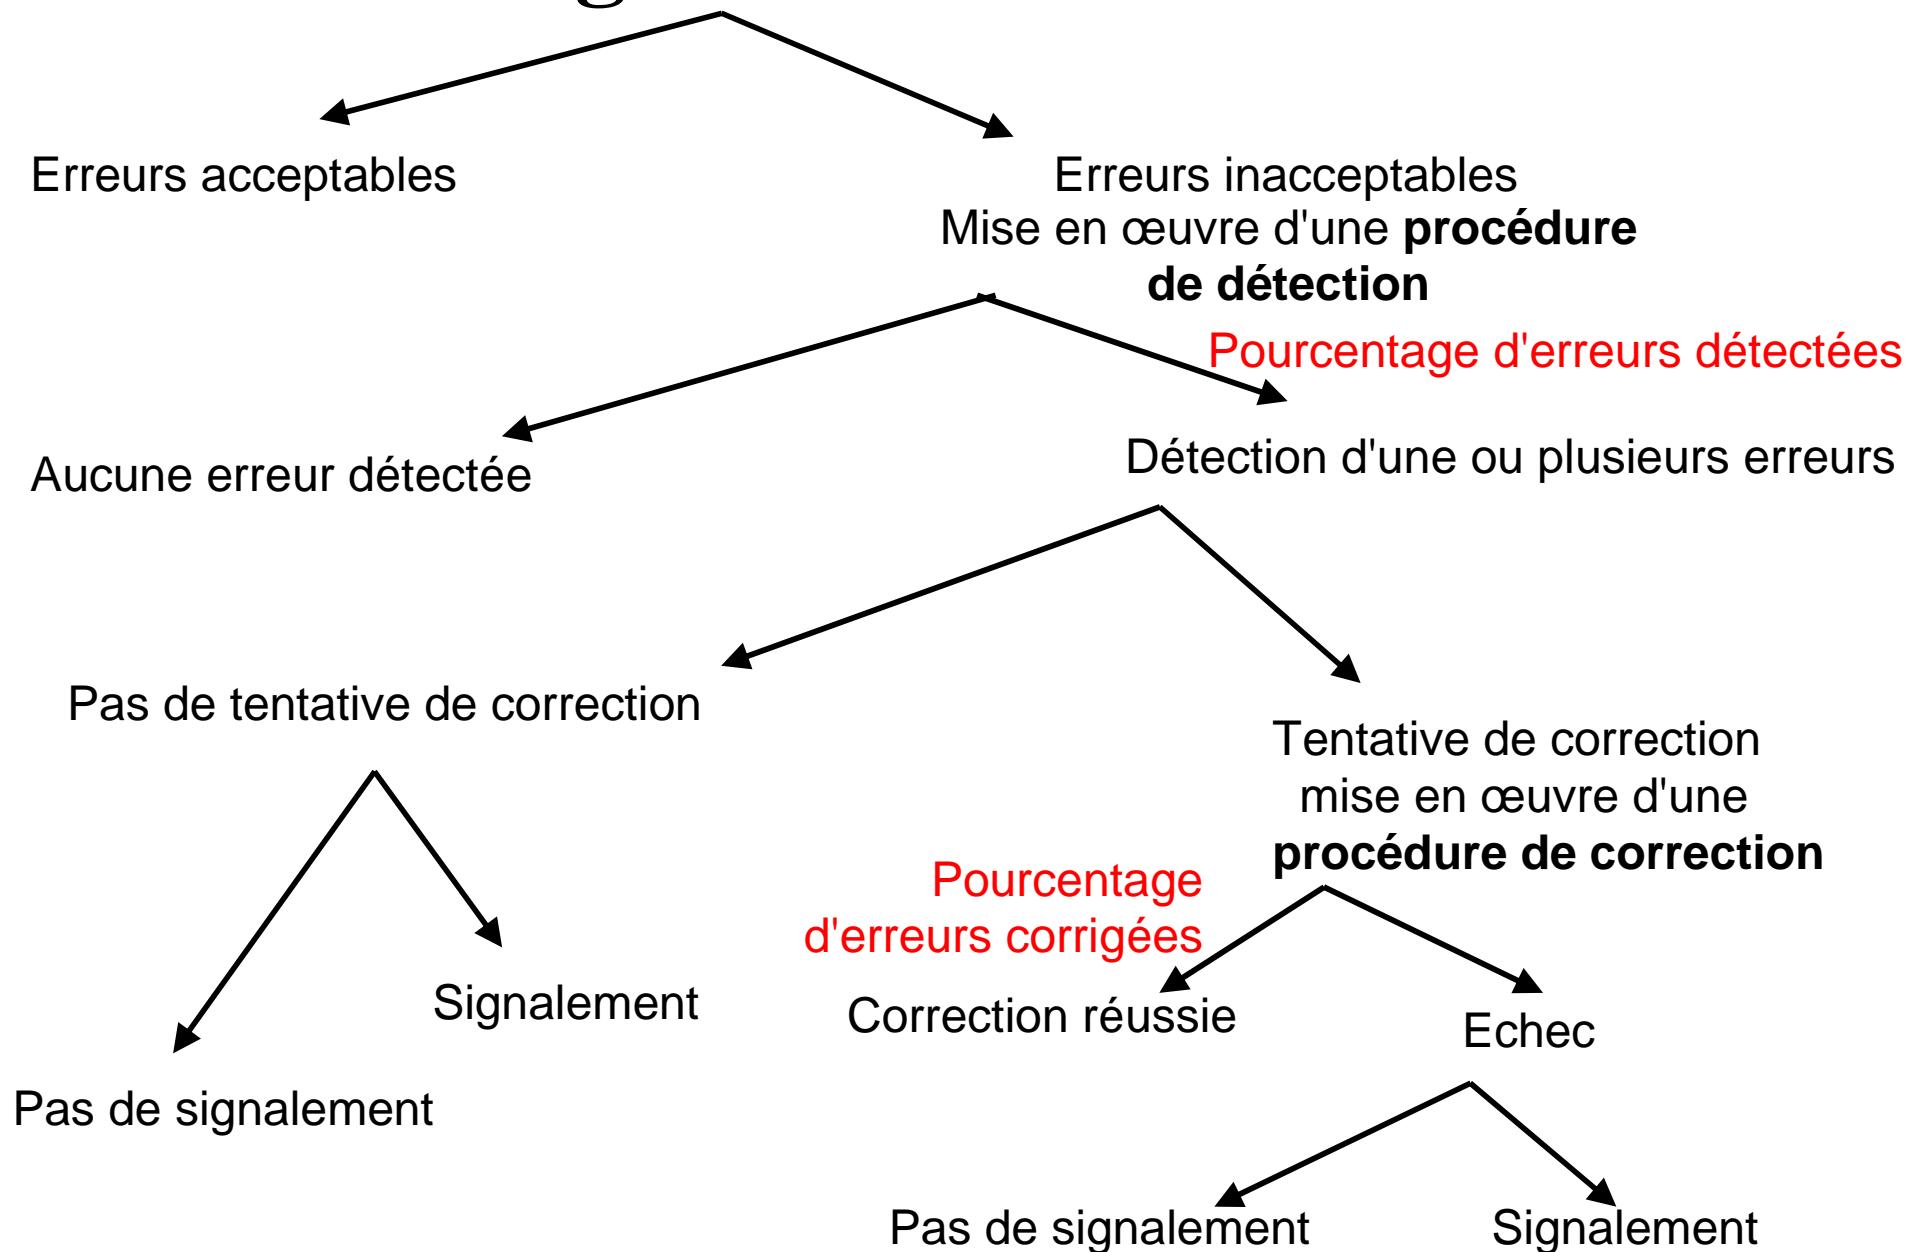 Erreurs acceptables
Erreurs inacceptables
Mise en œuvre d'une procédure
de détection
Pourcentage d'erreurs détectées
Aucune erreur détectée
Détection d'une ou plusieurs erreurs
Pas de tentative de correction
Tentative de correction
mise en œuvre d'une
procédure de correction
Pourcentage
d'erreurs corrigées
Signalement
Correction réussie
Echec
Pas de signalement
Pas de signalement
Signalement